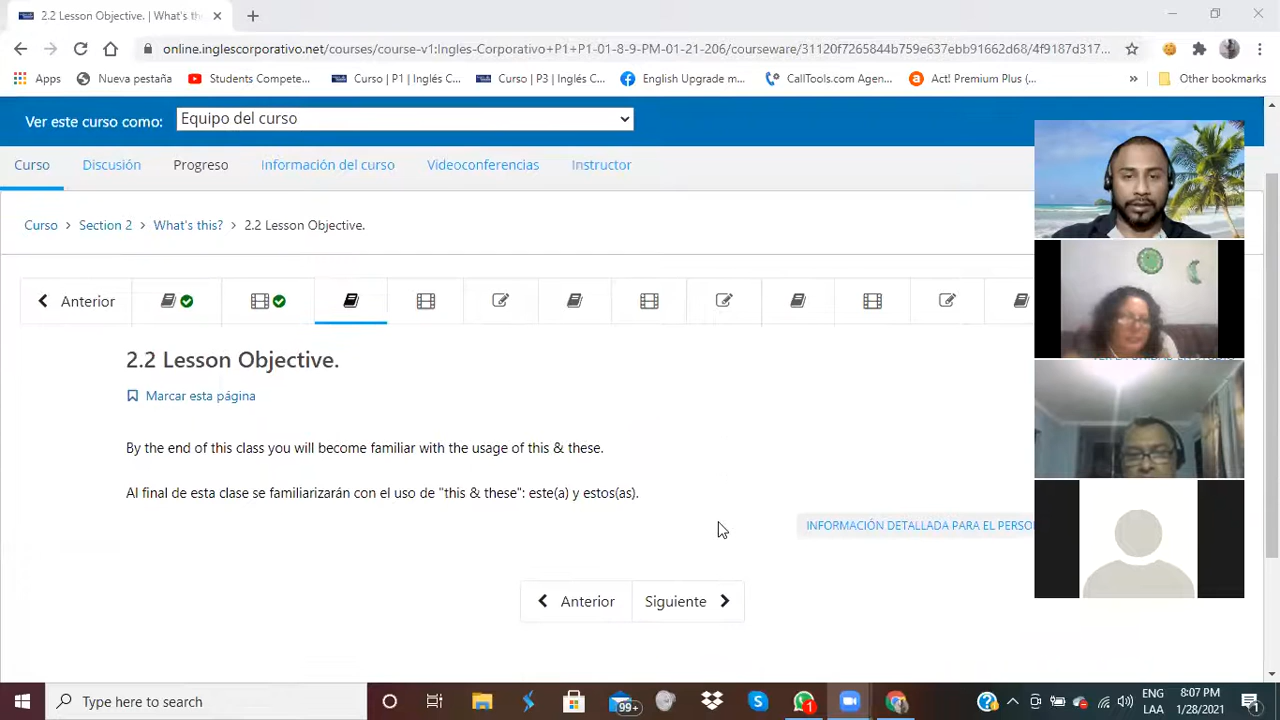 2.2 Lesson Objective. | What's th
online.inglescorporativo.net/courses/course-v1:Ingles-Corporativo+P1+P1-01-8-9-PM-01-21-206/courseware/31120f7265844b759e637ebb91662d68/4f9187d317...
Apps Nueva pestaña Students Compete... Curso | P1 | Inglés C... Curso | P3 | Inglés C... English Upgrade m... CallTools.com Agen... Act! Premium Plus (... » Other bookmarks
Ver este curso como: Equipo del curso
Curso Discusión Progreso Información del curso Videoconferencias Instructor
Curso > Section 2 > What's this? > 2.2 Lesson Objective.
Anterior
2.2 Lesson Objective.
Marcar esta página
By the end of this class you will become familiar with the usage of this & these.
Al final de esta clase se familiarizarán con el uso de "this & these": este(a) y estos(as).
INFORMACIÓN DETALLADA PARA EL PERSO
Anterior Siguiente
Type here to search
99+
1
ENG 8:07 PM
LAA 1/28/2021
1